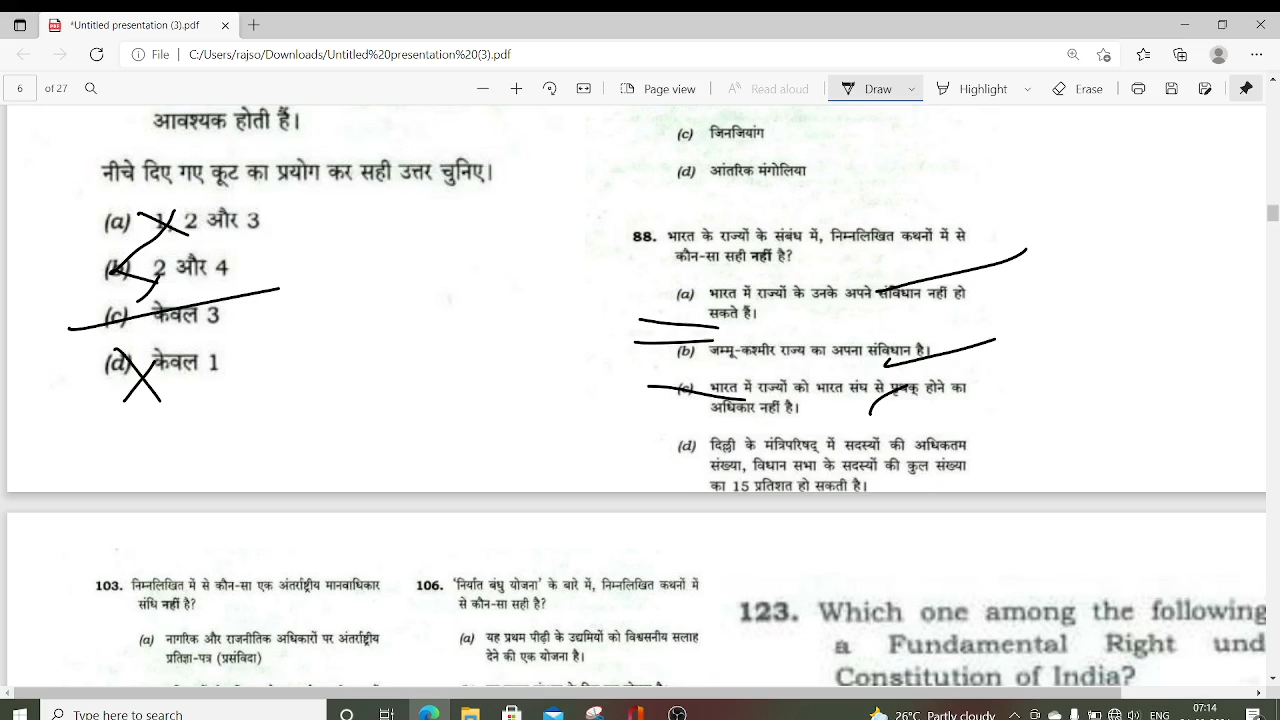 *Untitled presentation (3).pdf
File
C:/Users/rajso/Downloads/Untitled%20presentation%20(3).pdf
6 of 27
Page view
Read aloud
Draw
Highlight
Erase
आवश्यक होती हैं।
नीचे दिए गए कूट का प्रयोग कर सही उत्तर चुनिए।
(a) 1, 2 और 3
(b) 2 और 4
(c) केवल 3
(d) केवल 1
(c) जिनजियांग
(d) आंतरिक मंगोलिया
88. भारत के राज्यों के संबंध में, निम्नलिखित कथनों में से
कौन-सा सही नहीं है?
(a) भारत में राज्यों के उनके अपने संविधान नहीं हो
सकते हैं।
(b) जम्मू-कश्मीर राज्य का अपना संविधान है।
(c) भारत में राज्यों को भारत संघ से पृथक् होने का
अधिकार नहीं है।
(d) दिल्ली के मंत्रिपरिषद् में सदस्यों की अधिकतम
संख्या, विधान सभा के सदस्यों की कुल संख्या
का 15 प्रतिशत हो सकती है।
103. निम्नलिखित में से कौन-सा एक अंतर्राष्ट्रीय मानवाधिकार
संधि नहीं है?
(a) नागरिक और राजनीतिक अधिकारों पर अंतर्राष्ट्रीय
प्रतिज्ञा-पत्र (प्रसंविदा)
106. 'निर्यात बंधु योजना' के बारे में, निम्नलिखित कथनों में
से कौन-सा सही है?
(a) यह प्रथम पीढ़ी के उद्यमियों को विश्वसनीय सलाह
देने की एक योजना है।
123. Which one among the following
a Fundamental Right und
Constitution of India?
Type here to search
26°C Partly cloudy
ENG
07:14